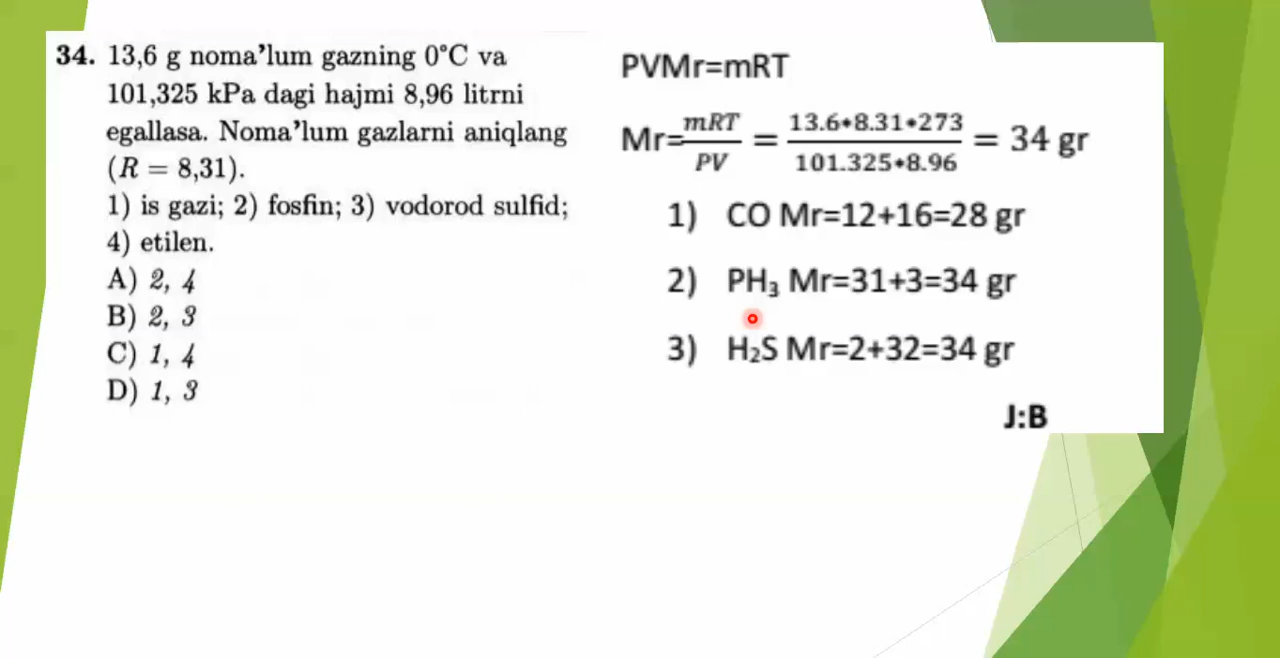 34. 13,6 g noma’lum gazning 0°C va
101,325 kPa dagi hajmi 8,96 litrni
egallasa. Noma’lum gazlarni aniqlang
(R = 8,31).
1) is gazi; 2) fosfin; 3) vodorod sulfid;
4) etilen.
A) 2, 4
B) 2, 3
C) 1, 4
D) 1, 3
PVMr=mRT
Mr=mRT/PV = 13.6*8.31*273/101.325*8.96 = 34 gr
1) CO Mr=12+16=28 gr
2) PH₃ Mr=31+3=34 gr
3) H₂S Mr=2+32=34 gr
J:B